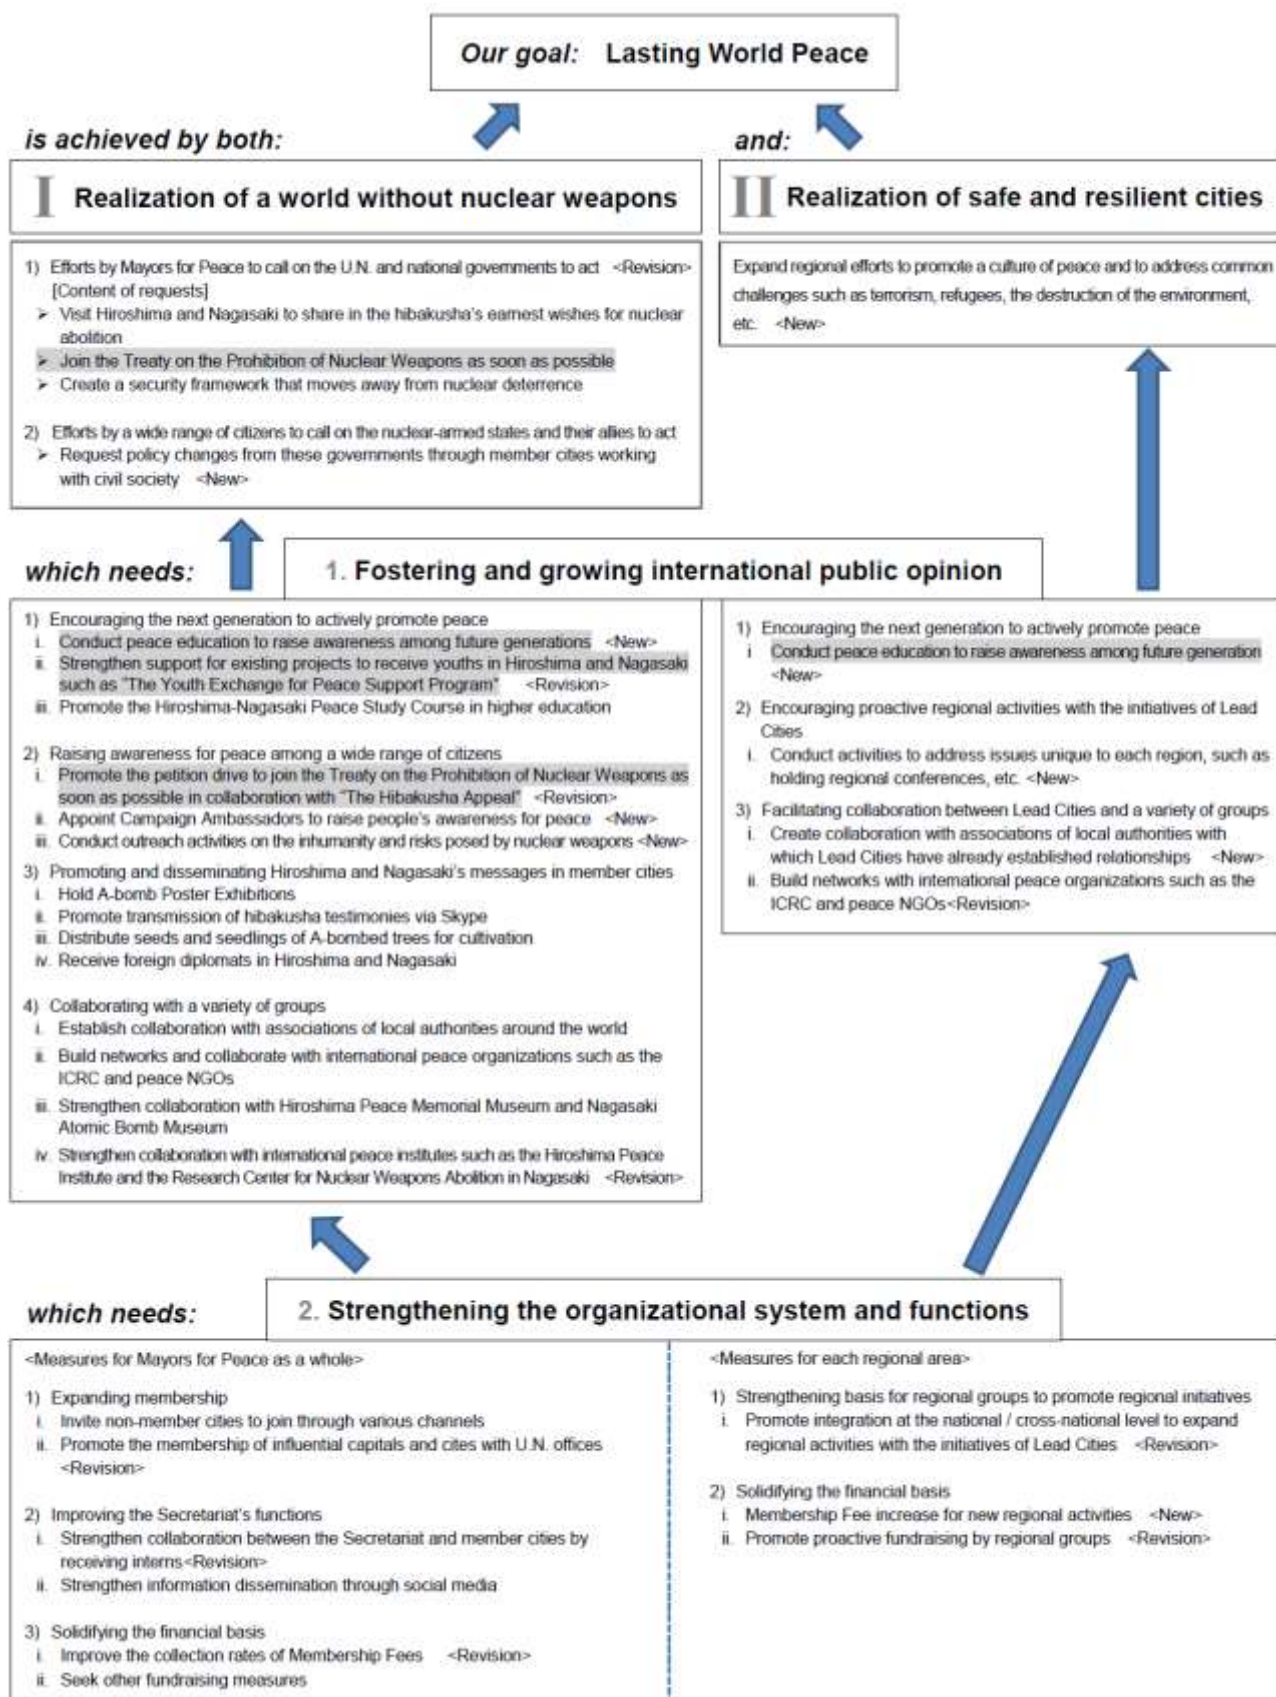 Our goal: Lasting World Peace
is achieved by both:
and:
I Realization of a world without nuclear weapons
1) Efforts by Mayors for Peace to call on the U.N. and national governments to act <Revision>
[Content of requests]
➢ Visit Hiroshima and Nagasaki to share in the hibakusha's earnest wishes for nuclear
abolition
➢ Join the Treaty on the Prohibition of Nuclear Weapons as soon as possible
➢ Create a security framework that moves away from nuclear deterrence
2) Efforts by a wide range of citizens to call on the nuclear-armed states and their allies to act
➢ Request policy changes from these governments through member cities working
with civil society <New>
II Realization of safe and resilient cities
Expand regional efforts to promote a culture of peace and to address common
challenges such as terrorism, refugees, the destruction of the environment,
etc. <New>
which needs:
1. Fostering and growing international public opinion
1) Encouraging the next generation to actively promote peace
i. Conduct peace education to raise awareness among future generations <New>
ii. Strengthen support for existing projects to receive youths in Hiroshima and Nagasaki
such as "The Youth Exchange for Peace Support Program" <Revision>
iii. Promote the Hiroshima-Nagasaki Peace Study Course in higher education
2) Raising awareness for peace among a wide range of citizens
i. Promote the petition drive to join the Treaty on the Prohibition of Nuclear Weapons as
soon as possible in collaboration with "The Hibakusha Appeal" <Revision>
ii. Appoint Campaign Ambassadors to raise people's awareness for peace <New>
iii. Conduct outreach activities on the inhumanity and risks posed by nuclear weapons <New>
3) Promoting and disseminating Hiroshima and Nagasaki's messages in member cities
i. Hold A-bomb Poster Exhibitions
ii. Promote transmission of hibakusha testimonies via Skype
iii. Distribute seeds and seedlings of A-bombed trees for cultivation
iv. Receive foreign diplomats in Hiroshima and Nagasaki
4) Collaborating with a variety of groups
i. Establish collaboration with associations of local authorities around the world
ii. Build networks and collaborate with international peace organizations such as the
ICRC and peace NGOs
iii. Strengthen collaboration with Hiroshima Peace Memorial Museum and Nagasaki
Atomic Bomb Museum
iv. Strengthen collaboration with international peace institutes such as the Hiroshima Peace
Institute and the Research Center for Nuclear Weapons Abolition in Nagasaki <Revision>
1) Encouraging the next generation to actively promote peace
i Conduct peace education to raise awareness among future generation
<New>
2) Encouraging proactive regional activities with the initiatives of Lead
Cities
i. Conduct activities to address issues unique to each region, such as
holding regional conferences, etc. <New>
3) Facilitating collaboration between Lead Cities and a variety of groups
i. Create collaboration with associations of local authorities with
which Lead Cities have already established relationships <New>
ii. Build networks with international peace organizations such as the
ICRC and peace NGOs<Revision>
which needs:
2. Strengthening the organizational system and functions
<Measures for Mayors for Peace as a whole>
1) Expanding membership
i. Invite non-member cities to join through various channels
ii. Promote the membership of influential capitals and cites with U.N. offices
<Revision>
2) Improving the Secretariat's functions
i. Strengthen collaboration between the Secretariat and member cities by
receiving interns<Revision>
ii. Strengthen information dissemination through social media
3) Solidifying the financial basis
i. Improve the collection rates of Membership Fees <Revision>
ii. Seek other fundraising measures
<Measures for each regional area>
1) Strengthening basis for regional groups to promote regional initiatives
i. Promote integration at the national / cross-national level to expand
regional activities with the initiatives of Lead Cities <Revision>
2) Solidifying the financial basis
i. Membership Fee increase for new regional activities <New>
ii. Promote proactive fundraising by regional groups <Revision>